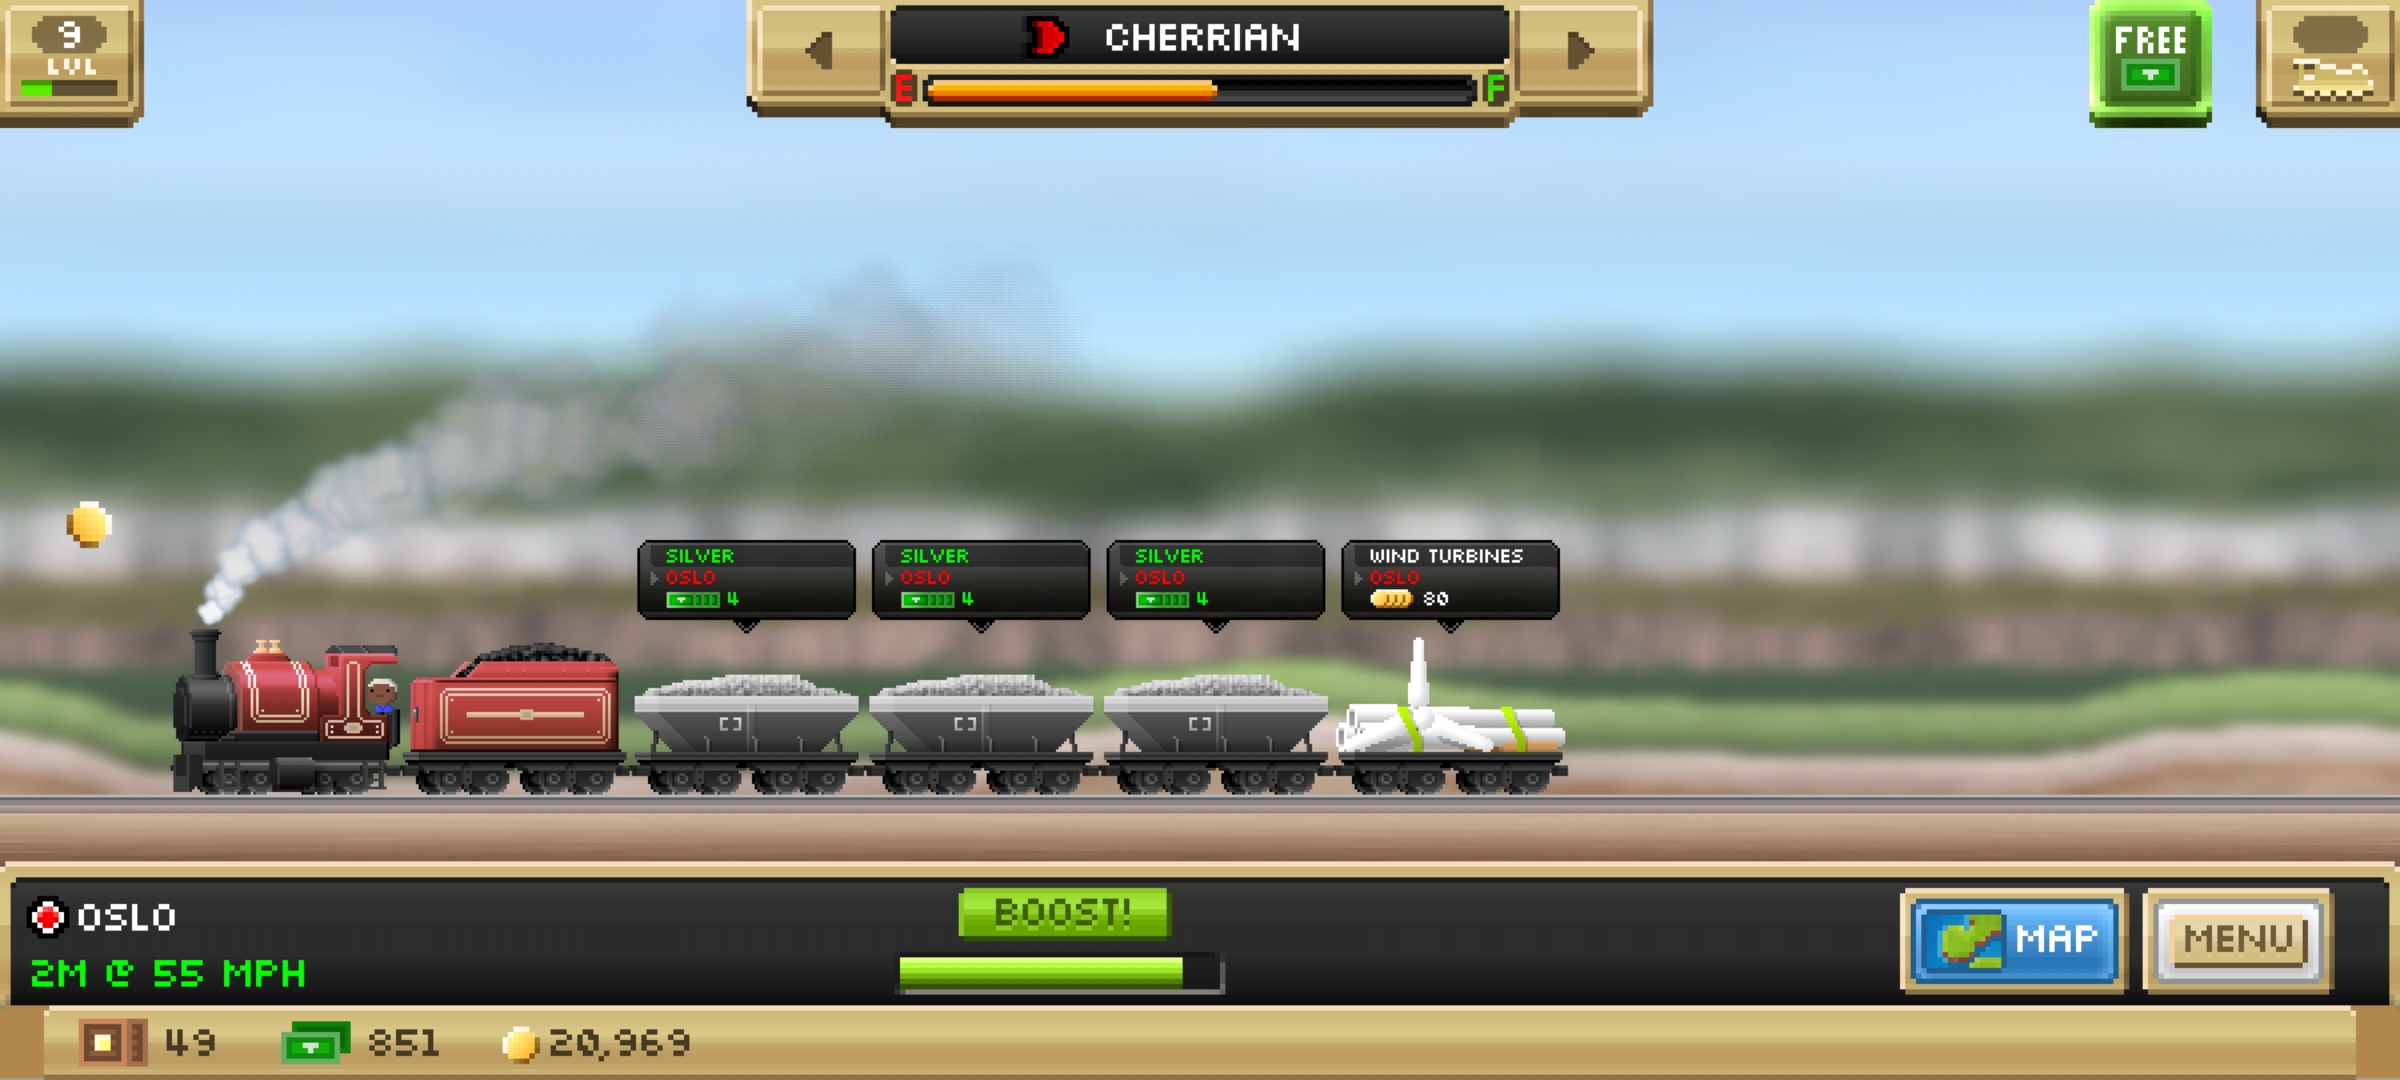 9
LVL
CHERRIAN
E F
FREE
SILVER
OSLO
4
SILVER
OSLO
4
SILVER
OSLO
4
WIND TURBINES
OSLO
80
OSLO
2M @ 55 MPH
BOOST!
MAP
MENU
49
851
20,969